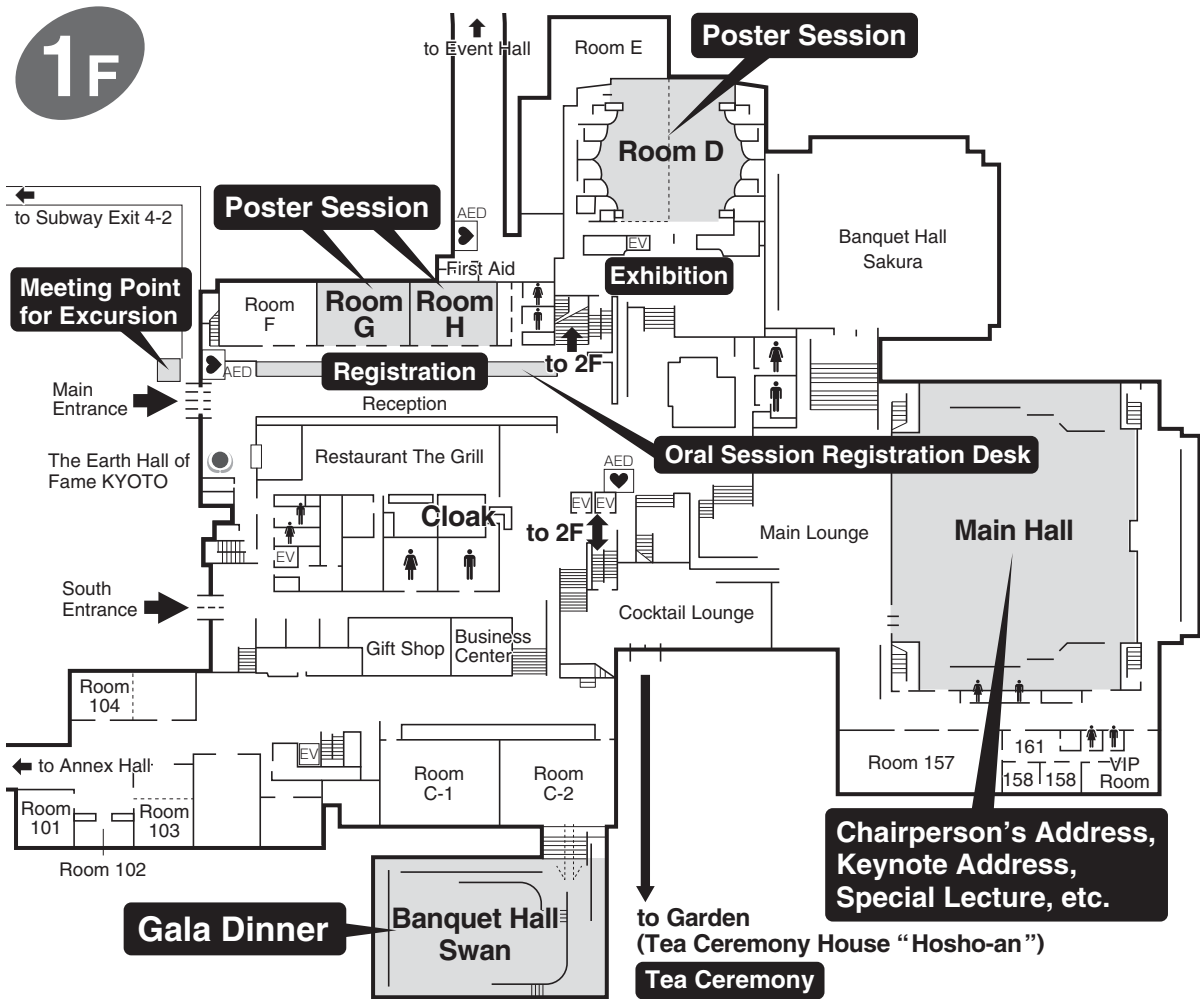 1F
to Event Hall
Room E
Poster Session
Room D
to Subway Exit 4-2
Poster Session
AED
First Aid
EV
Exhibition
Banquet Hall
Sakura
Meeting Point
for Excursion
Room
F
Room
G
Room
H
to 2F
AED
Registration
Main
Entrance
Reception
Oral Session Registration Desk
The Earth Hall of
Fame KYOTO
Restaurant The Grill
AED
EV
EV
Cloak
to 2F
Main Lounge
Main Hall
EV
South
Entrance
Cocktail Lounge
Gift Shop
Business
Center
Room
104
to Annex Hall
EV
Room
C-1
Room
C-2
Room 157
161
158
158
VIP
Room
Room
101
Room
103
Room 102
Chairperson's Address,
Keynote Address,
Special Lecture, etc.
Gala Dinner
Banquet Hall
Swan
to Garden
(Tea Ceremony House “Hosho-an”)
Tea Ceremony